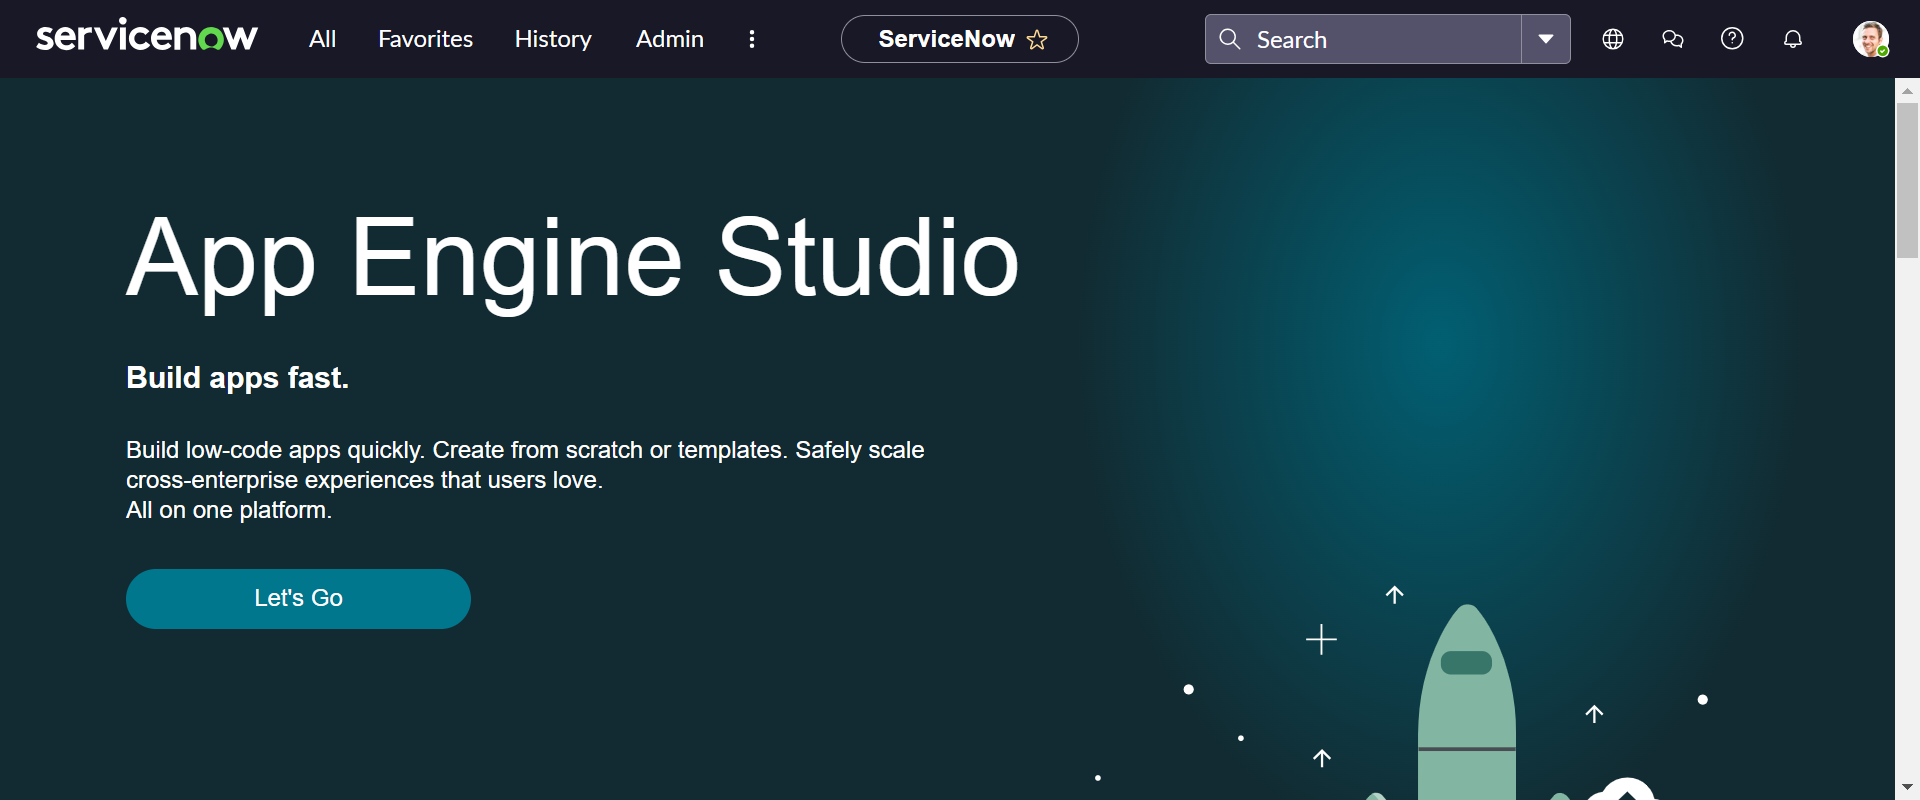 servicenow
All
Favorites
History
Admin
ServiceNow
Search
App Engine Studio
Build apps fast.
Build low-code apps quickly. Create from scratch or templates. Safely scale
cross-enterprise experiences that users love.
All on one platform.
Let's Go